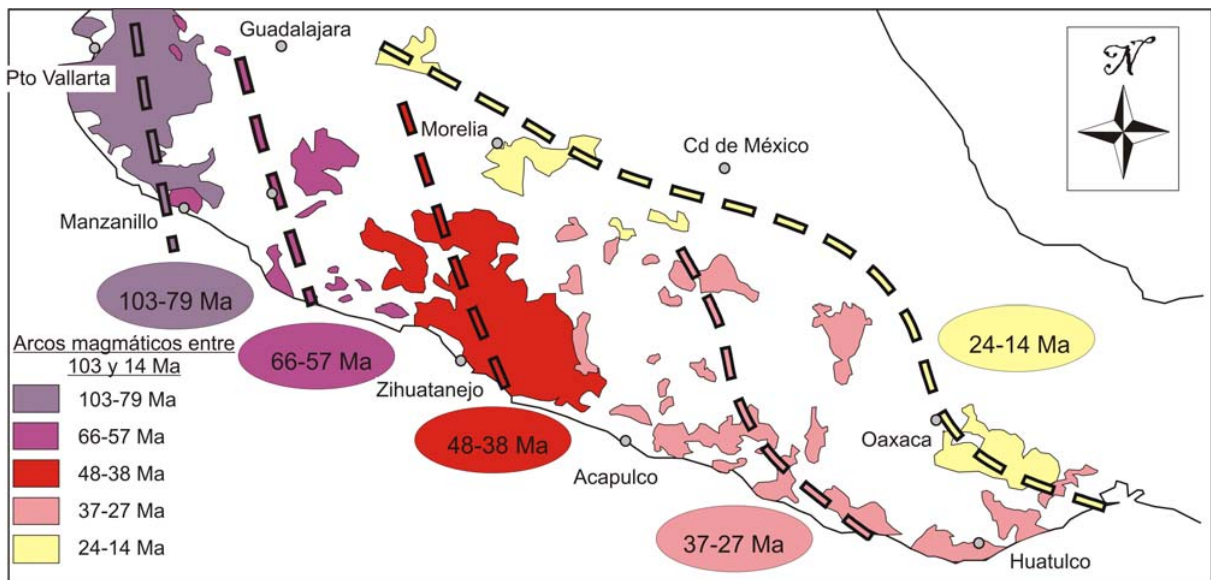 Guadalajara
N
Pto Vallarta
Morelia
Cd de México
Manzanillo
103-79 Ma
66-57 Ma
24-14 Ma
Arcos magmáticos entre
103 y 14 Ma
103-79 Ma
66-57 Ma
48-38 Ma
37-27 Ma
24-14 Ma
Zihuatanejo
48-38 Ma
Acapulco
Oaxaca
37-27 Ma
Huatulco